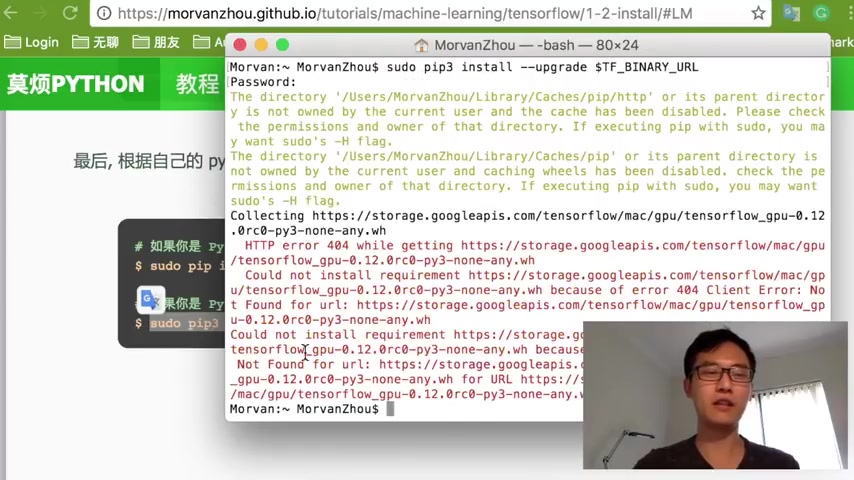 https://morvanzhou.github.io/tutorials/machine-learning/tensorflow/1-2-install/#LM
Login 无聊 朋友
MorvanZhou — -bash — 80×24
莫烦PYTHON 教程
Morvan:~ MorvanZhou$ sudo pip3 install --upgrade $TF_BINARY_URL
Password:
The directory '/Users/MorvanZhou/Library/Caches/pip/http' or its parent director
y is not owned by the current user and the cache has been disabled. Please check
the permissions and owner of that directory. If executing pip with sudo, you ma
y want sudo's -H flag.
The directory '/Users/MorvanZhou/Library/Caches/pip' or its parent directory is
not owned by the current user and caching wheels has been disabled. check the pe
rmissions and owner of that directory. If executing pip with sudo, you may want
sudo's -H flag.
Collecting https://storage.googleapis.com/tensorflow/mac/gpu/tensorflow_gpu-0.12
.0rc0-py3-none-any.wh
HTTP error 404 while getting https://storage.googleapis.com/tensorflow/mac/gpu
/tensorflow_gpu-0.12.0rc0-py3-none-any.wh
Could not install requirement https://storage.googleapis.com/tensorflow/mac/gp
u/tensorflow_gpu-0.12.0rc0-py3-none-any.wh because of error 404 Client Error: No
t Found for url: https://storage.googleapis.com/tensorflow/mac/gpu/tensorflow_gp
u-0.12.0rc0-py3-none-any.wh
Could not install requirement https://storage.go
tensorflow_gpu-0.12.0rc0-py3-none-any.wh because
Not Found for url: https://storage.googleapis.c
_gpu-0.12.0rc0-py3-none-any.wh for URL https://s
/mac/gpu/tensorflow_gpu-0.12.0rc0-py3-none-any.w
Morvan:~ MorvanZhou$
最后, 根据自己的 py
# 如果你是 Py
$ sudo pip i
果你是 P
$ sudo pip3